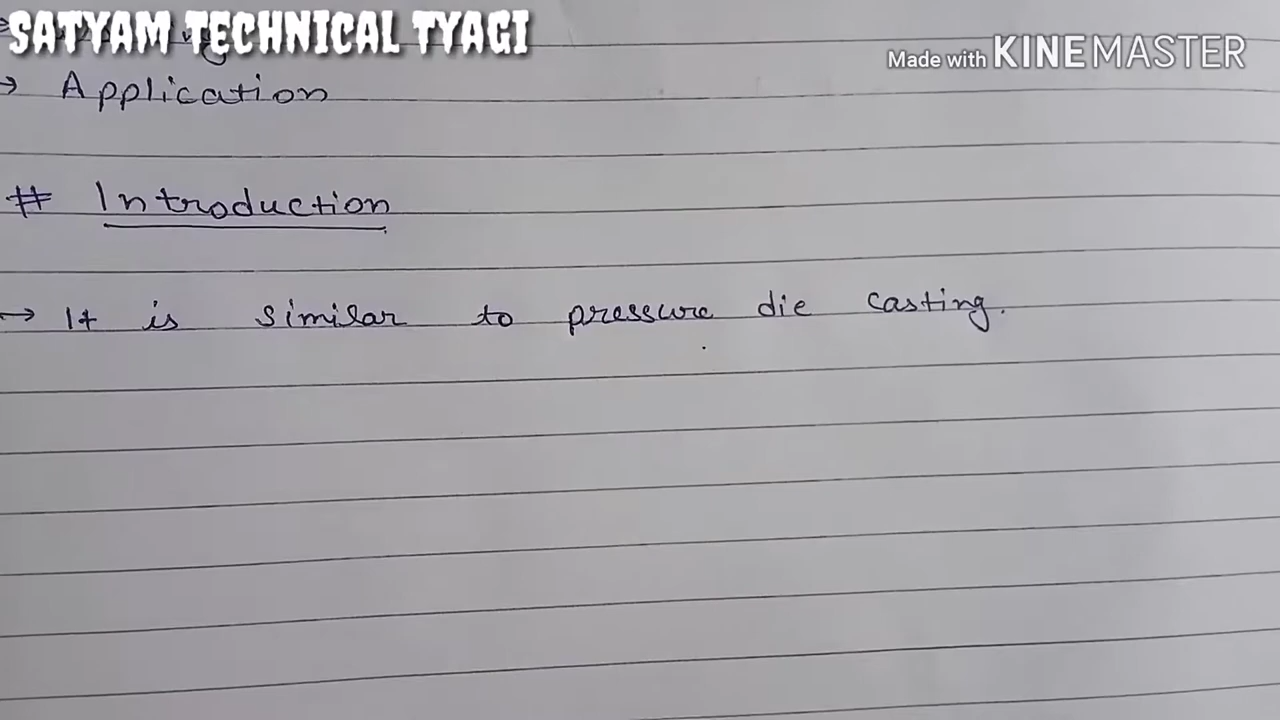 SATYAM TECHNICAL TYAGI
Made with KINEMASTER
→ Application
# Introduction
→ It is similar to pressure die casting.